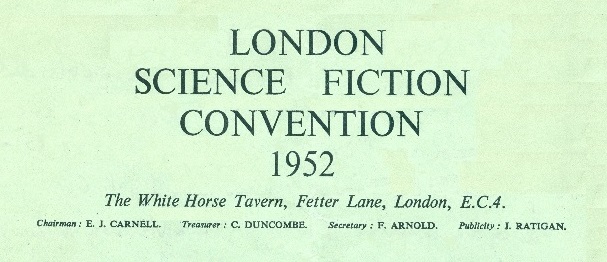 LONDON
SCIENCE FICTION
CONVENTION
1952
The White Horse Tavern, Fetter Lane, London, E.C.4.
Chairman : E. J. CARNELL. Treasurer : C. DUNCOMBE. Secretary : F. ARNOLD. Publicity : J. RATIGAN.